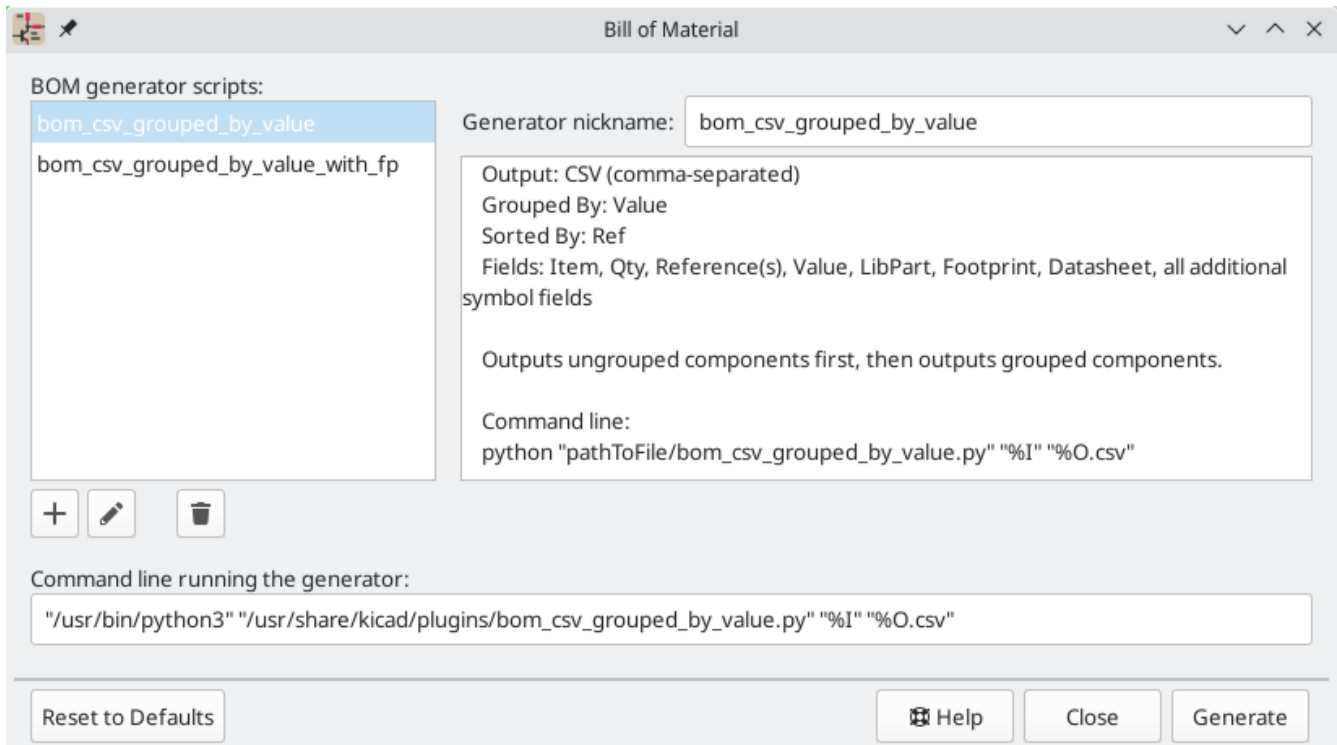 Bill of Material
BOM generator scripts:
bom_csv_grouped_by_value
bom_csv_grouped_by_value_with_fp
Generator nickname: bom_csv_grouped_by_value
Output: CSV (comma-separated)
Grouped By: Value
Sorted By: Ref
Fields: Item, Qty, Reference(s), Value, LibPart, Footprint, Datasheet, all additional
symbol fields
Outputs ungrouped components first, then outputs grouped components.
Command line:
python "pathToFile/bom_csv_grouped_by_value.py" "%I" "%O.csv"
Command line running the generator:
"/usr/bin/python3" "/usr/share/kicad/plugins/bom_csv_grouped_by_value.py" "%I" "%O.csv"
Reset to Defaults Help Close Generate